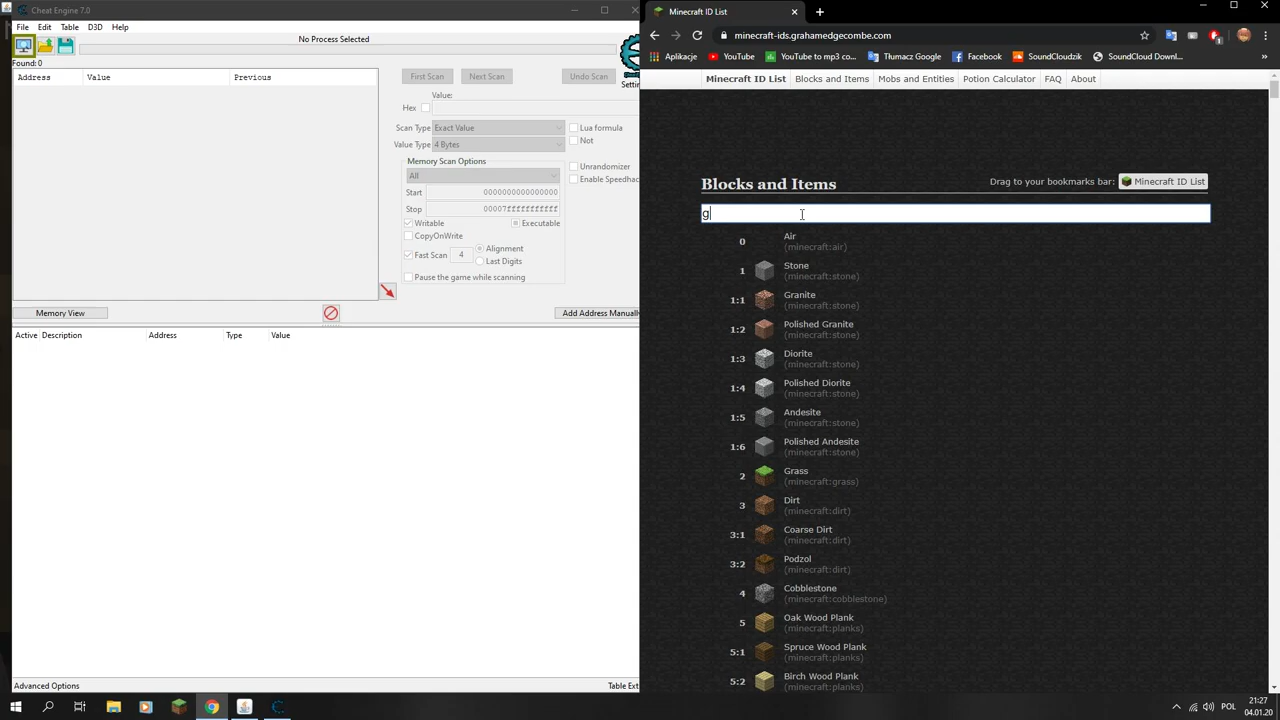 Cheat Engine 7.0
File Edit Table D3D Help
No Process Selected
Found: 0
Address Value Previous
First Scan Next Scan Undo Scan
Settin
Value:
Hex
Scan Type Exact Value Lua formula
Not
Value Type 4 Bytes
Memory Scan Options
All
Unrandomizer
Enable Speedhac
Start 0000000000000000
Stop 00007fffffffffff
Writable Executable
CopyOnWrite
Fast Scan 4 Alignment
Last Digits
Pause the game while scanning
Memory View Add Address Manually
Active Description Address Type Value
Advanced Options Table Ext
Minecraft ID List
minecraft-ids.grahamedgecombe.com
Aplikacje YouTube YouTube to mp3 co... Tłumacz Google Facebook SoundCloudzik SoundCloud Downl...
Minecraft ID List Blocks and Items Mobs and Entities Potion Calculator FAQ About
Blocks and Items Drag to your bookmarks bar: Minecraft ID List
g
0 Air
(minecraft:air)
1 Stone
(minecraft:stone)
1:1 Granite
(minecraft:stone)
1:2 Polished Granite
(minecraft:stone)
1:3 Diorite
(minecraft:stone)
1:4 Polished Diorite
(minecraft:stone)
1:5 Andesite
(minecraft:stone)
1:6 Polished Andesite
(minecraft:stone)
2 Grass
(minecraft:grass)
3 Dirt
(minecraft:dirt)
3:1 Coarse Dirt
(minecraft:dirt)
3:2 Podzol
(minecraft:dirt)
4 Cobblestone
(minecraft:cobblestone)
5 Oak Wood Plank
(minecraft:planks)
5:1 Spruce Wood Plank
(minecraft:planks)
5:2 Birch Wood Plank
(minecraft:planks)
POL 21:27
04.01.20